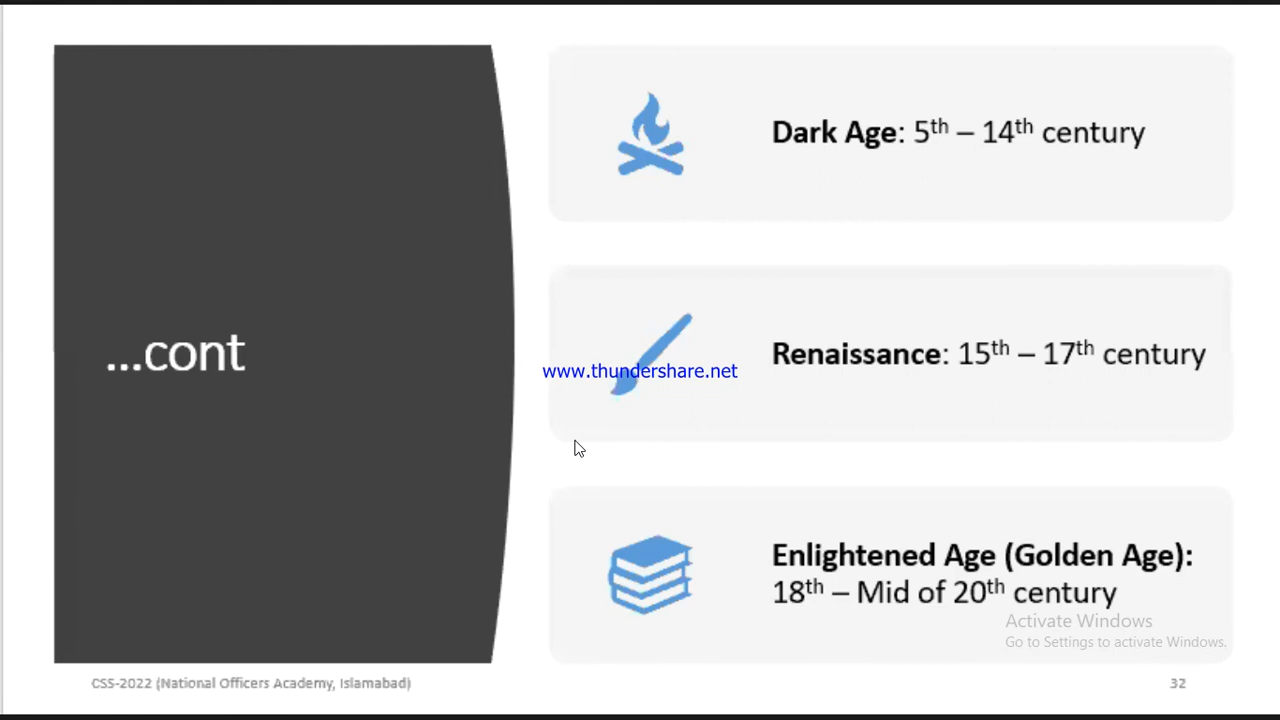 Dark Age: 5th – 14th century
...cont
Renaissance: 15th – 17th century
www.thundershare.net
Enlightened Age (Golden Age):
18th – Mid of 20th century
Activate Windows
Go to Settings to activate Windows.
CSS-2022 (National Officers Academy, Islamabad)
32